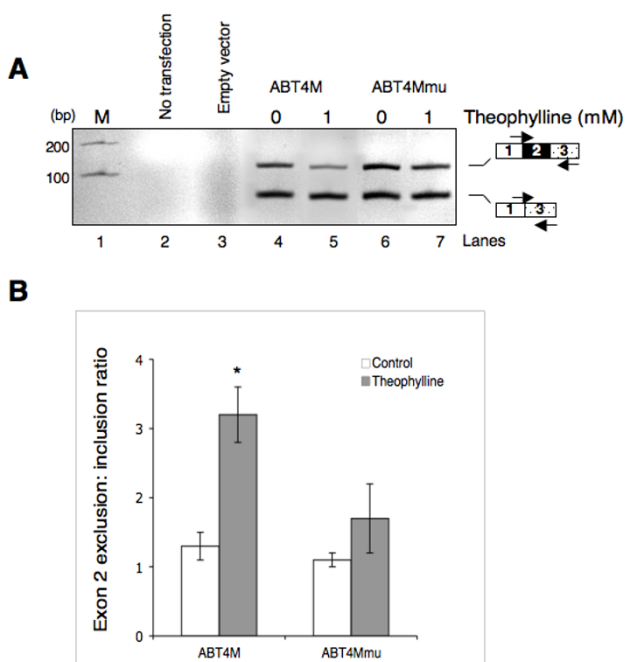 A
No transfection
Empty vector
ABT4M ABT4Mmu
(bp) M 0 1 0 1 Theophylline (mM)
200
1 2 3
100
1 3
1 2 3 4 5 6 7 Lanes
B
Exon 2 exclusion: inclusion ratio
4
*
Control
Theophylline
3
2
1
0
ABT4M ABT4Mmu